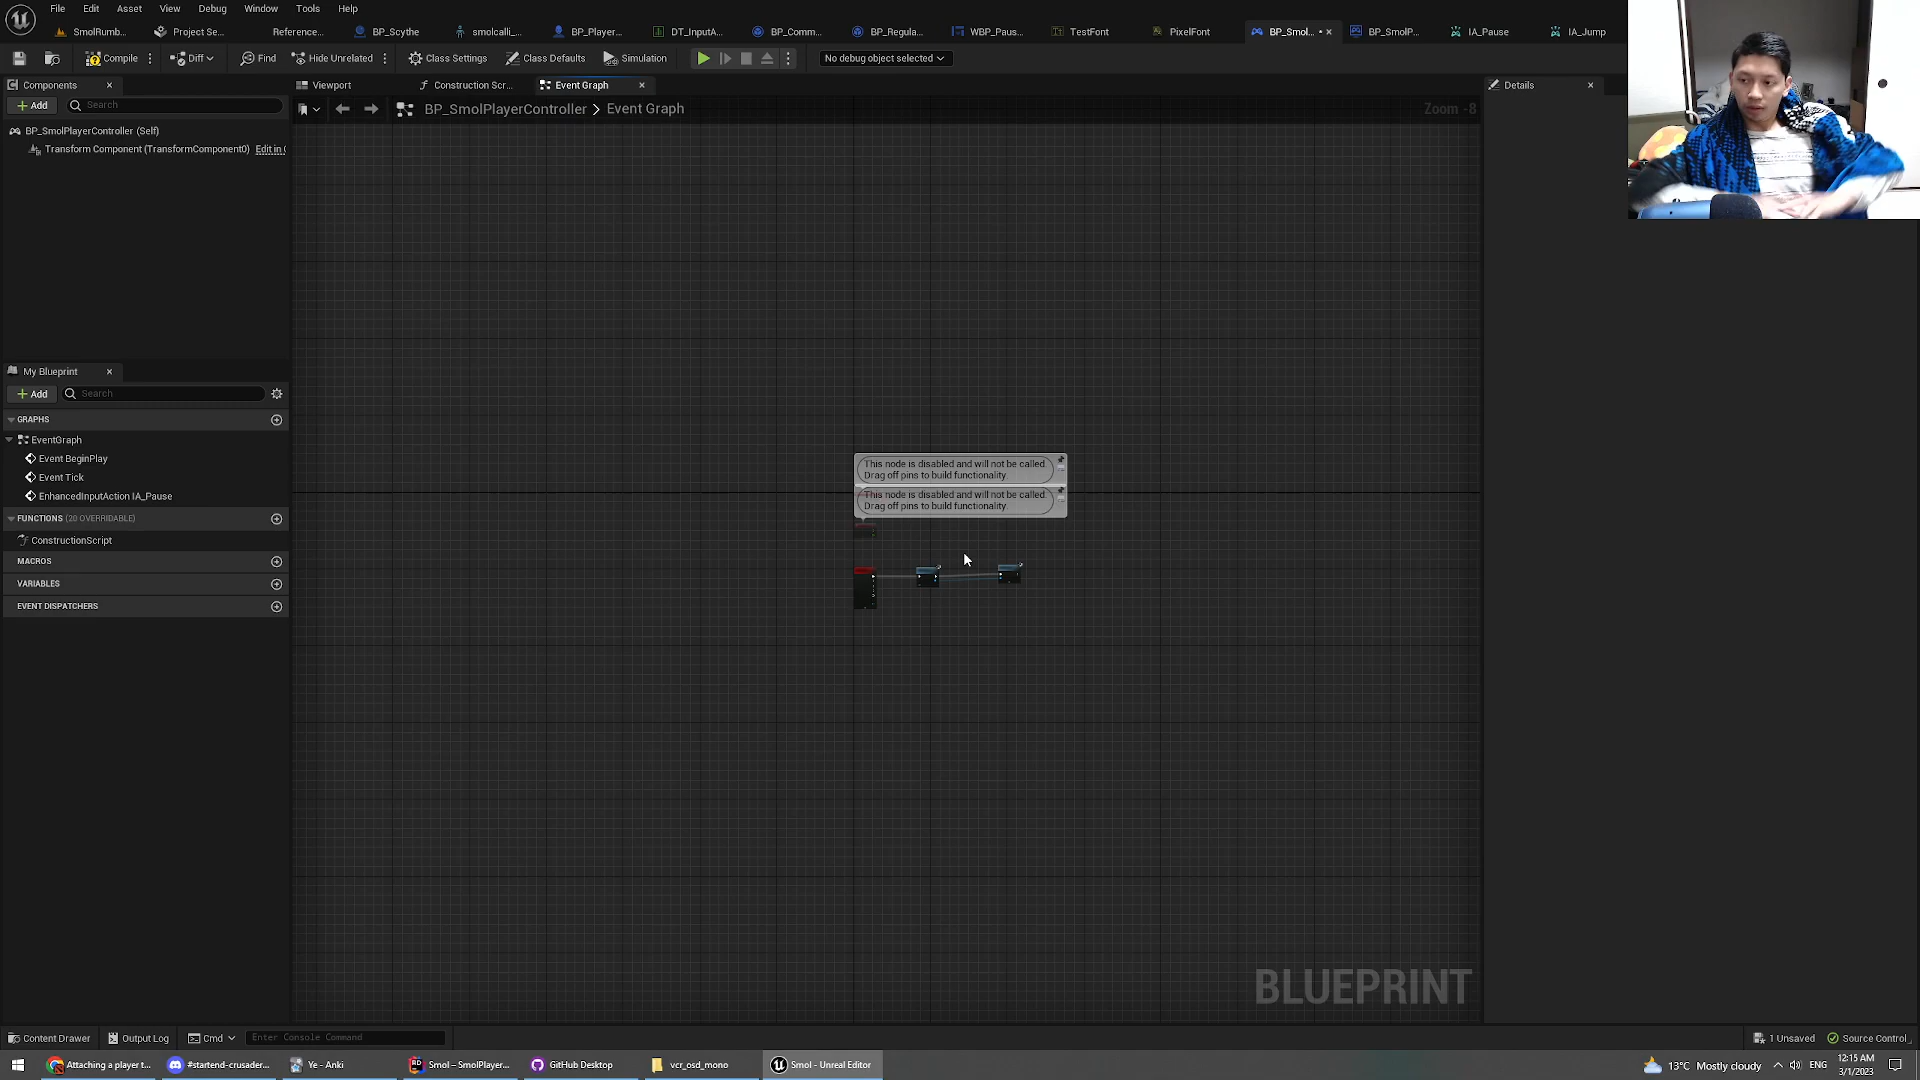 File Edit Asset View Debug Window Tools Help
SmolRumb... Project Se... Reference... BP_Scythe smolcalli_... BP_Player... DT_InputA... BP_Comm... BP_Regula... WBP_Paus... TestFont PixelFont BP_Smol... BP_SmolP... IA_Pause IA_Jump
Compile Diff Find Hide Unrelated Class Settings Class Defaults Simulation No debug object selected
Components Viewport Construction Scr... Event Graph Details
Add Search BP_SmolPlayerController > Event Graph Zoom -8
BP_SmolPlayerController (Self)
Transform Component (TransformComponent0) Edit in C
My Blueprint
Add Search
GRAPHS
EventGraph
Event BeginPlay
Event Tick
EnhancedInputAction IA_Pause
FUNCTIONS (20 OVERRIDABLE)
ConstructionScript
MACROS
VARIABLES
EVENT DISPATCHERS
This node is disabled and will not be called.
Drag off pins to build functionality.
This node is disabled and will not be called.
Drag off pins to build functionality.
BLUEPRINT
Content Drawer Output Log Cmd Enter Console Command 1 Unsaved Source Control
Attaching a player t... #startend-crusader... Ye - Anki Smol – SmolPlayer... GitHub Desktop vcr_osd_mono Smol - Unreal Editor 13°C Mostly cloudy ENG 12:15 AM
3/1/2023